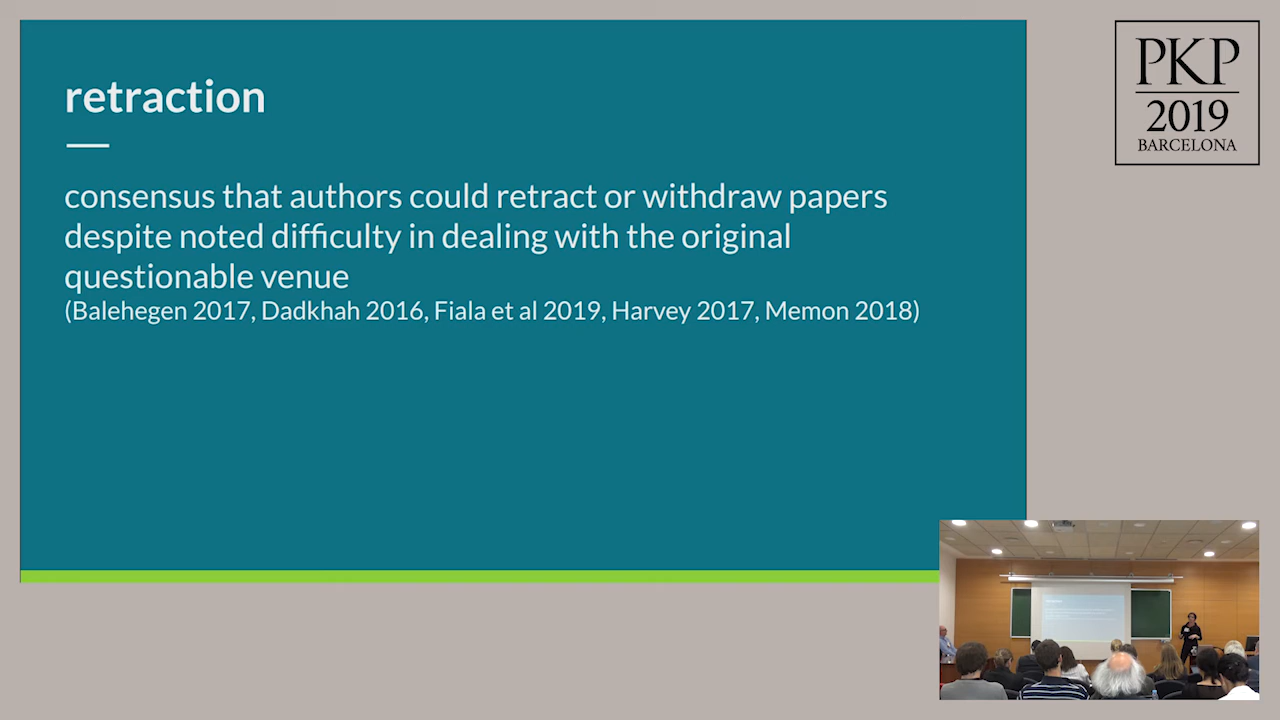 retraction
consensus that authors could retract or withdraw papers
despite noted difficulty in dealing with the original
questionable venue
(Balehegen 2017, Dadkhah 2016, Fiala et al 2019, Harvey 2017, Memon 2018)
PKP
2019
BARCELONA